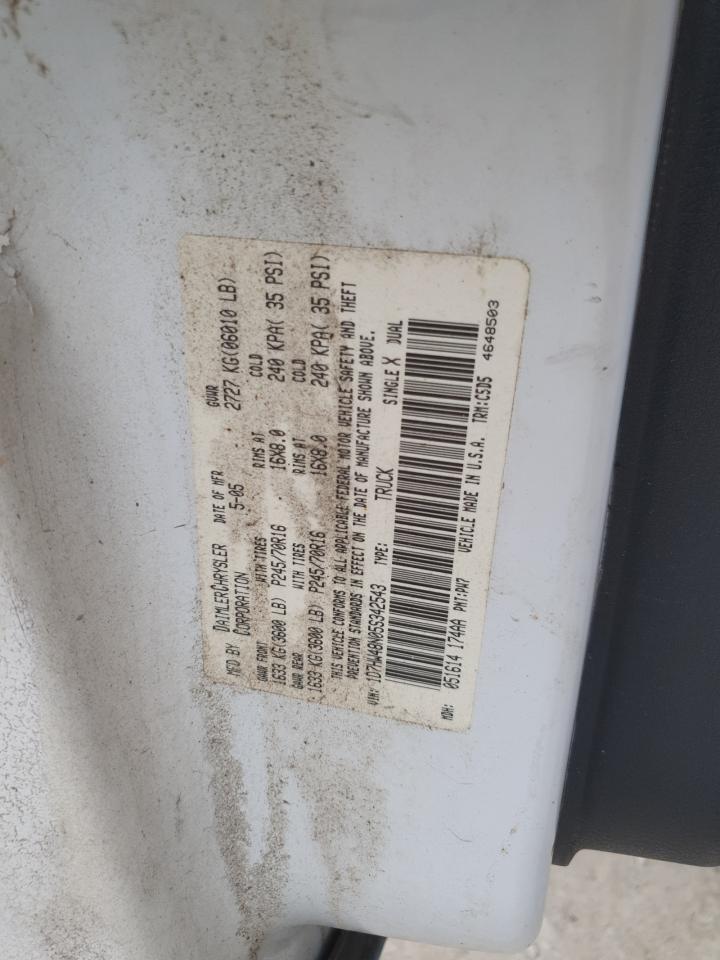 MFD BY DAIMLERCHRYSLER CORPORATION
DATE OF MFR 5-05
GVWR 2727 KG(06010 LB)
GAWR FRONT WITH TIRES RIMS AT COLD
1633 KG(3600 LB) P245/70R16 16X8.0 240 KPA( 35 PSI)
GAWR REAR WITH TIRES RIMS AT COLD
1633 KG(3600 LB) P245/70R16 16X8.0 240 KPA( 35 PSI)
THIS VEHICLE CONFORMS TO ALL APPLICABLE FEDERAL MOTOR VEHICLE SAFETY AND THEFT
PREVENTION STANDARDS IN EFFECT ON THE DATE OF MANUFACTURE SHOWN ABOVE.
VIN: 1D7HW48N05S342543 TYPE: TRUCK SINGLE X DUAL
MDH: 051614 174AA PNT:PW7 VEHICLE MADE IN U.S.A. TRM:C5D5
4648503